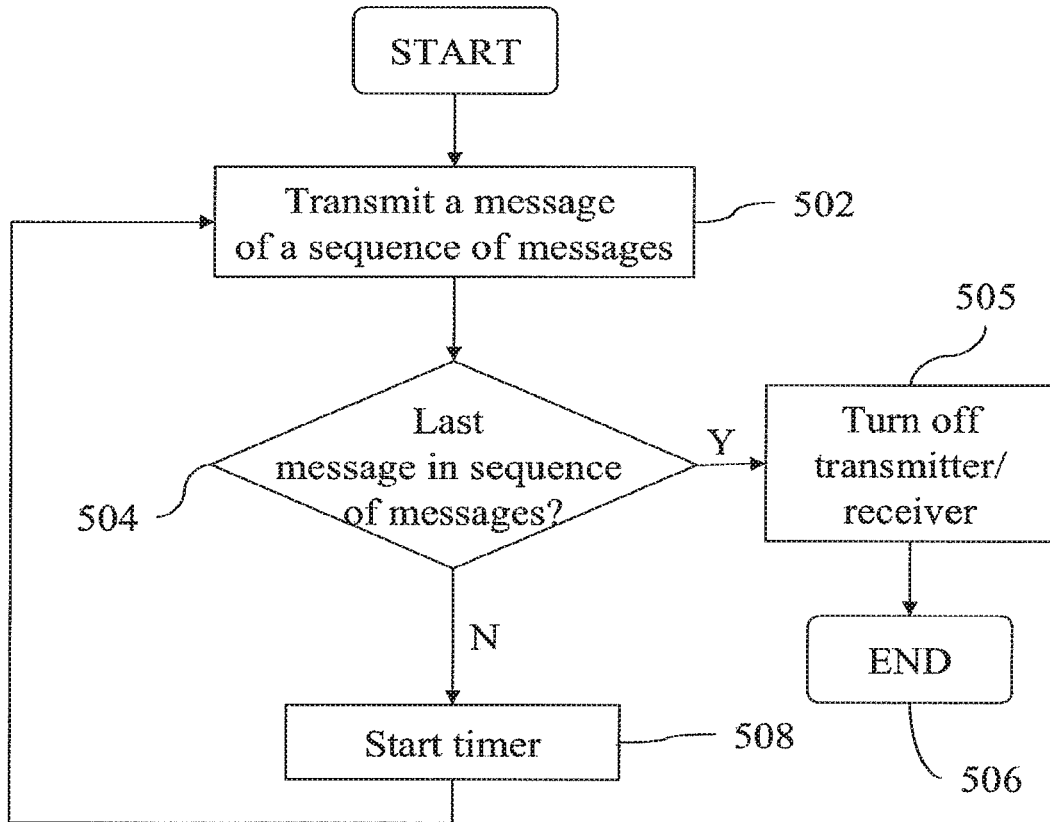 START
Transmit a message
of a sequence of messages
502
505
Last
message in sequence
of messages?
504
Y
Turn off
transmitter/
receiver
N
END
Start timer
508
506